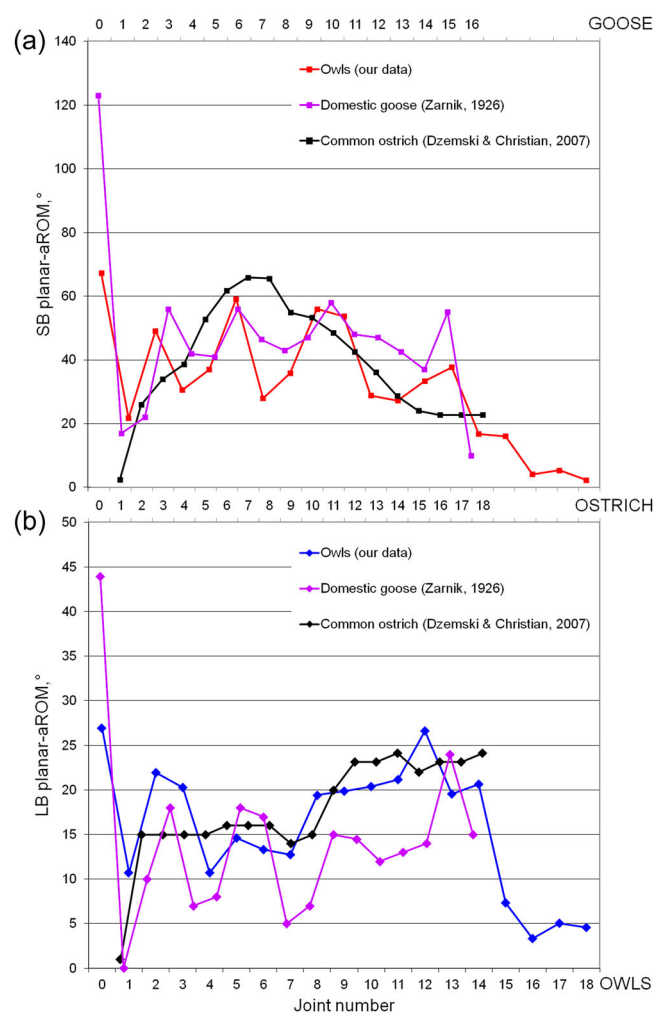 0 1 2 3 4 5 6 7 8 9 10 11 12 13 14 15 16 GOOSE
(a)
140
120
100
80
60
40
20
0
SB planar-aROM,°
Owls (our data)
Domestic goose (Zarnik, 1926)
Common ostrich (Dzemski & Christian, 2007)
0 1 2 3 4 5 6 7 8 9 10 11 12 13 14 15 16 17 18 OSTRICH
(b)
50
45
40
35
30
25
20
15
10
5
0
LB planar-aROM,°
Owls (our data)
Domestic goose (Zarnik, 1926)
Common ostrich (Dzemski & Christian, 2007)
0 1 2 3 4 5 6 7 8 9 10 11 12 13 14 15 16 17 18 OWLS
Joint number